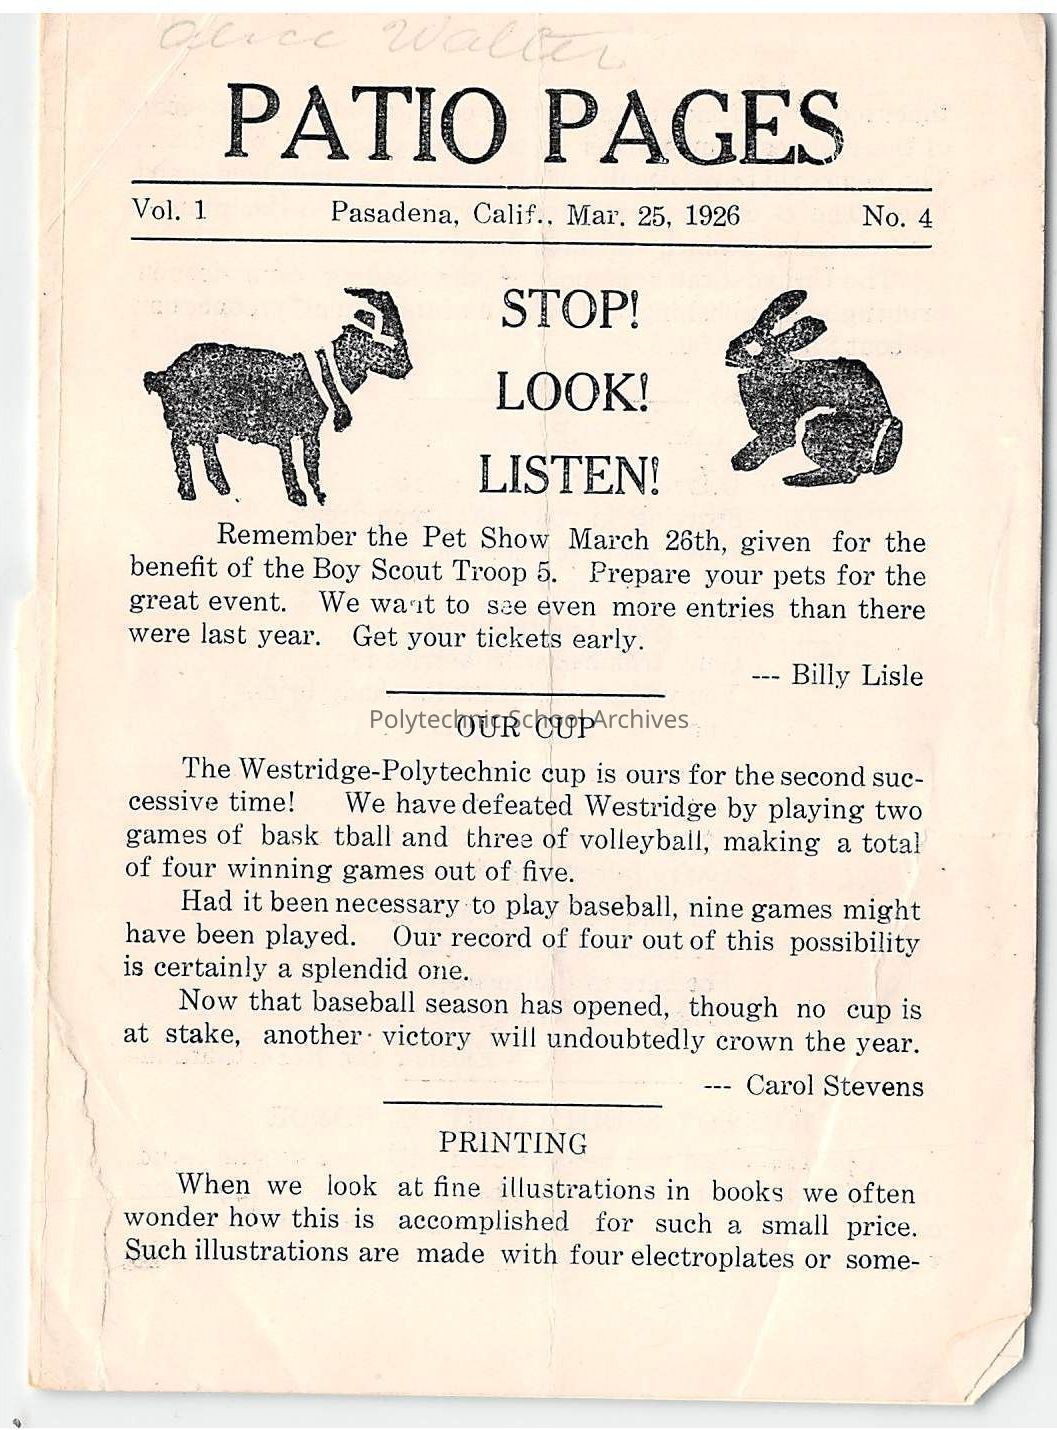 Alice Walter
PATIO PAGES
Vol. 1 Pasadena, Calif., Mar. 25, 1926 No. 4
STOP!
LOOK!
LISTEN!
Remember the Pet Show March 26th, given for the
benefit of the Boy Scout Troop 5. Prepare your pets for the
great event. We want to see even more entries than there
were last year. Get your tickets early.
--- Billy Lisle
Polytechnic School Archives
OUR CUP
The Westridge-Polytechnic cup is ours for the second suc-
cessive time! We have defeated Westridge by playing two
games of bask tball and three of volleyball, making a total
of four winning games out of five.
Had it been necessary to play baseball, nine games might
have been played. Our record of four out of this possibility
is certainly a splendid one.
Now that baseball season has opened, though no cup is
at stake, another victory will undoubtedly crown the year.
--- Carol Stevens
PRINTING
When we look at fine illustrations in books we often
wonder how this is accomplished for such a small price.
Such illustrations are made with four electroplates or some-